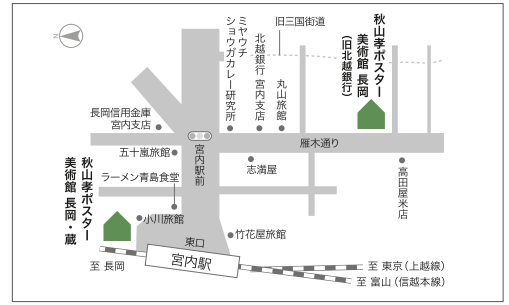 N
ミヤウチ
ショウガカレー研究所
北越銀行 宮内支店
旧三国街道
丸山旅館
秋山孝ポスター
美術館 長岡
(旧北越銀行)
長岡信用金庫
宮内支店
五十嵐旅館
宮内駅前
雁木通り
志満屋
高田屋米店
ラーメン青島食堂
秋山孝ポスター
美術館 長岡・蔵
小川旅館
竹花屋旅館
東口
宮内駅
至 長岡
至 東京(上越線)
至 富山(信越本線)